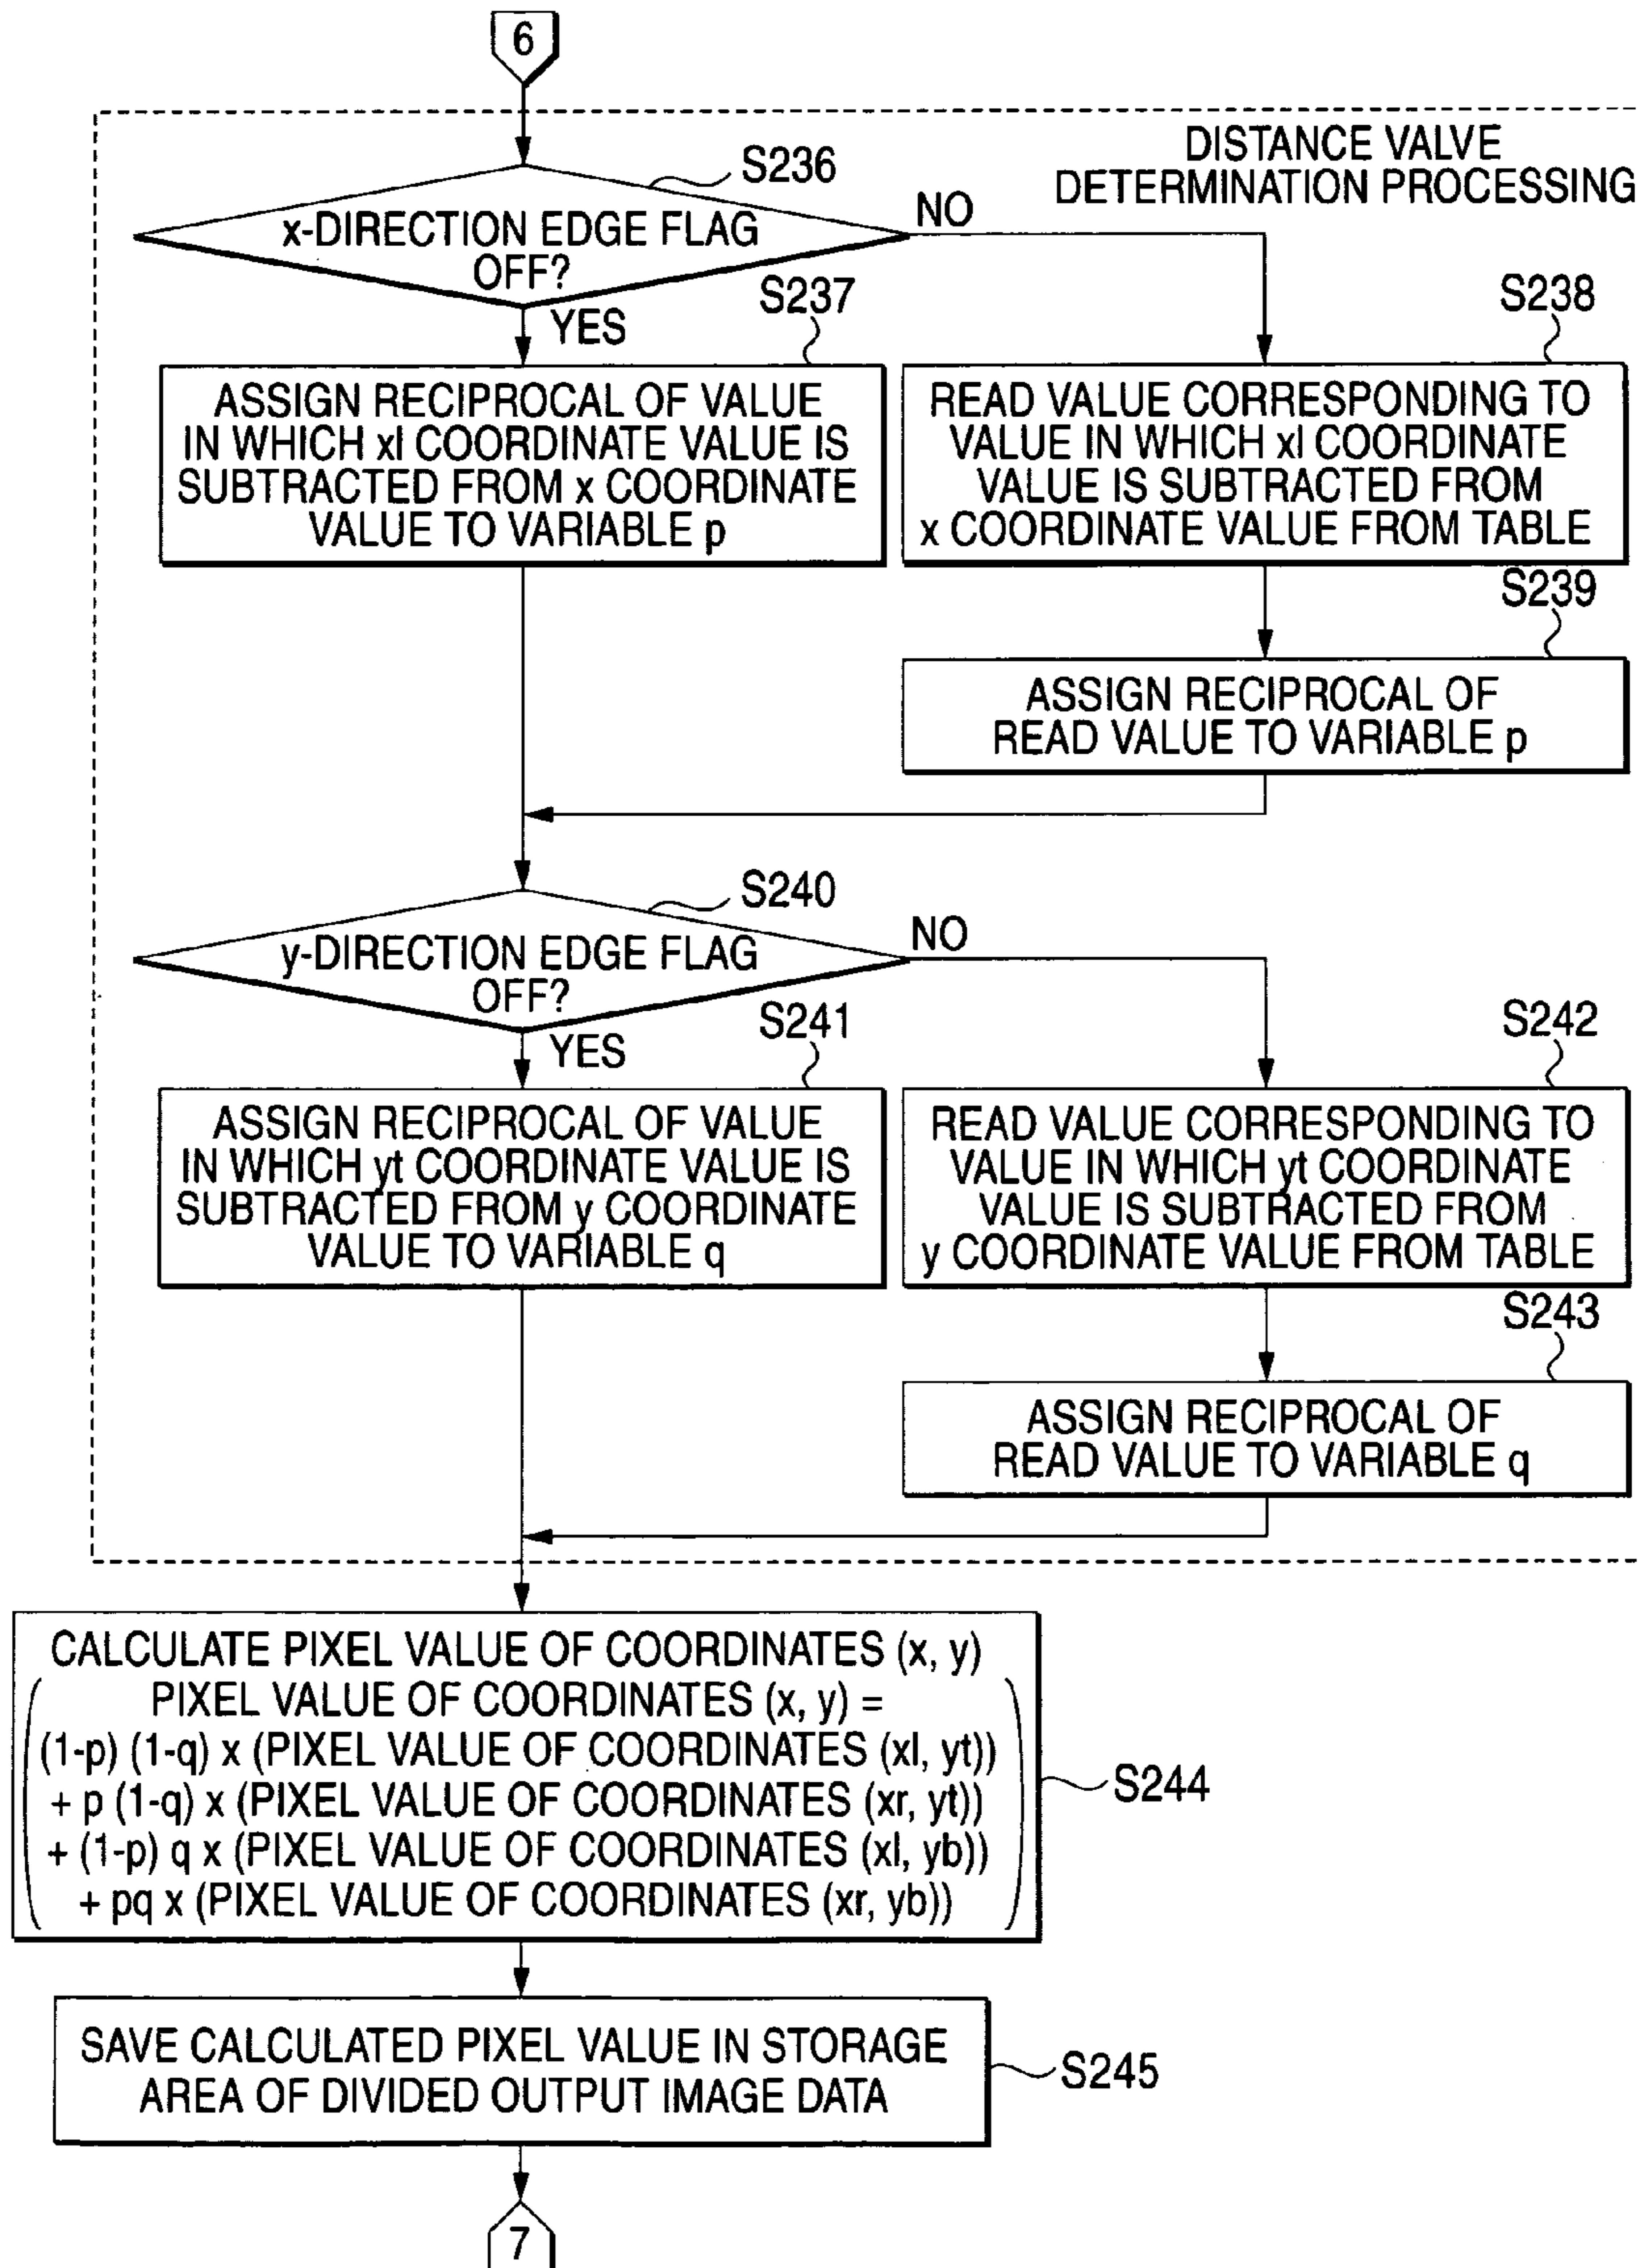 6
DISTANCE VALVE
DETERMINATION PROCESSING
S236
x-DIRECTION EDGE FLAG
OFF?
NO
YES
S237
ASSIGN RECIPROCAL OF VALUE
IN WHICH xl COORDINATE VALUE IS
SUBTRACTED FROM x COORDINATE
VALUE TO VARIABLE p
S238
READ VALUE CORRESPONDING TO
VALUE IN WHICH xl COORDINATE
VALUE IS SUBTRACTED FROM
x COORDINATE VALUE FROM TABLE
S239
ASSIGN RECIPROCAL OF
READ VALUE TO VARIABLE p
S240
y-DIRECTION EDGE FLAG
OFF?
NO
YES
S241
ASSIGN RECIPROCAL OF VALUE
IN WHICH yt COORDINATE VALUE IS
SUBTRACTED FROM y COORDINATE
VALUE TO VARIABLE q
S242
READ VALUE CORRESPONDING TO
VALUE IN WHICH yt COORDINATE
VALUE IS SUBTRACTED FROM
y COORDINATE VALUE FROM TABLE
S243
ASSIGN RECIPROCAL OF
READ VALUE TO VARIABLE q
CALCULATE PIXEL VALUE OF COORDINATES (x, y)
PIXEL VALUE OF COORDINATES (x, y) =
(1-p) (1-q) x (PIXEL VALUE OF COORDINATES (xl, yt))
+ p (1-q) x (PIXEL VALUE OF COORDINATES (xr, yt))
+ (1-p) q x (PIXEL VALUE OF COORDINATES (xl, yb))
+ pq x (PIXEL VALUE OF COORDINATES (xr, yb))
S244
SAVE CALCULATED PIXEL VALUE IN STORAGE
AREA OF DIVIDED OUTPUT IMAGE DATA
S245
7